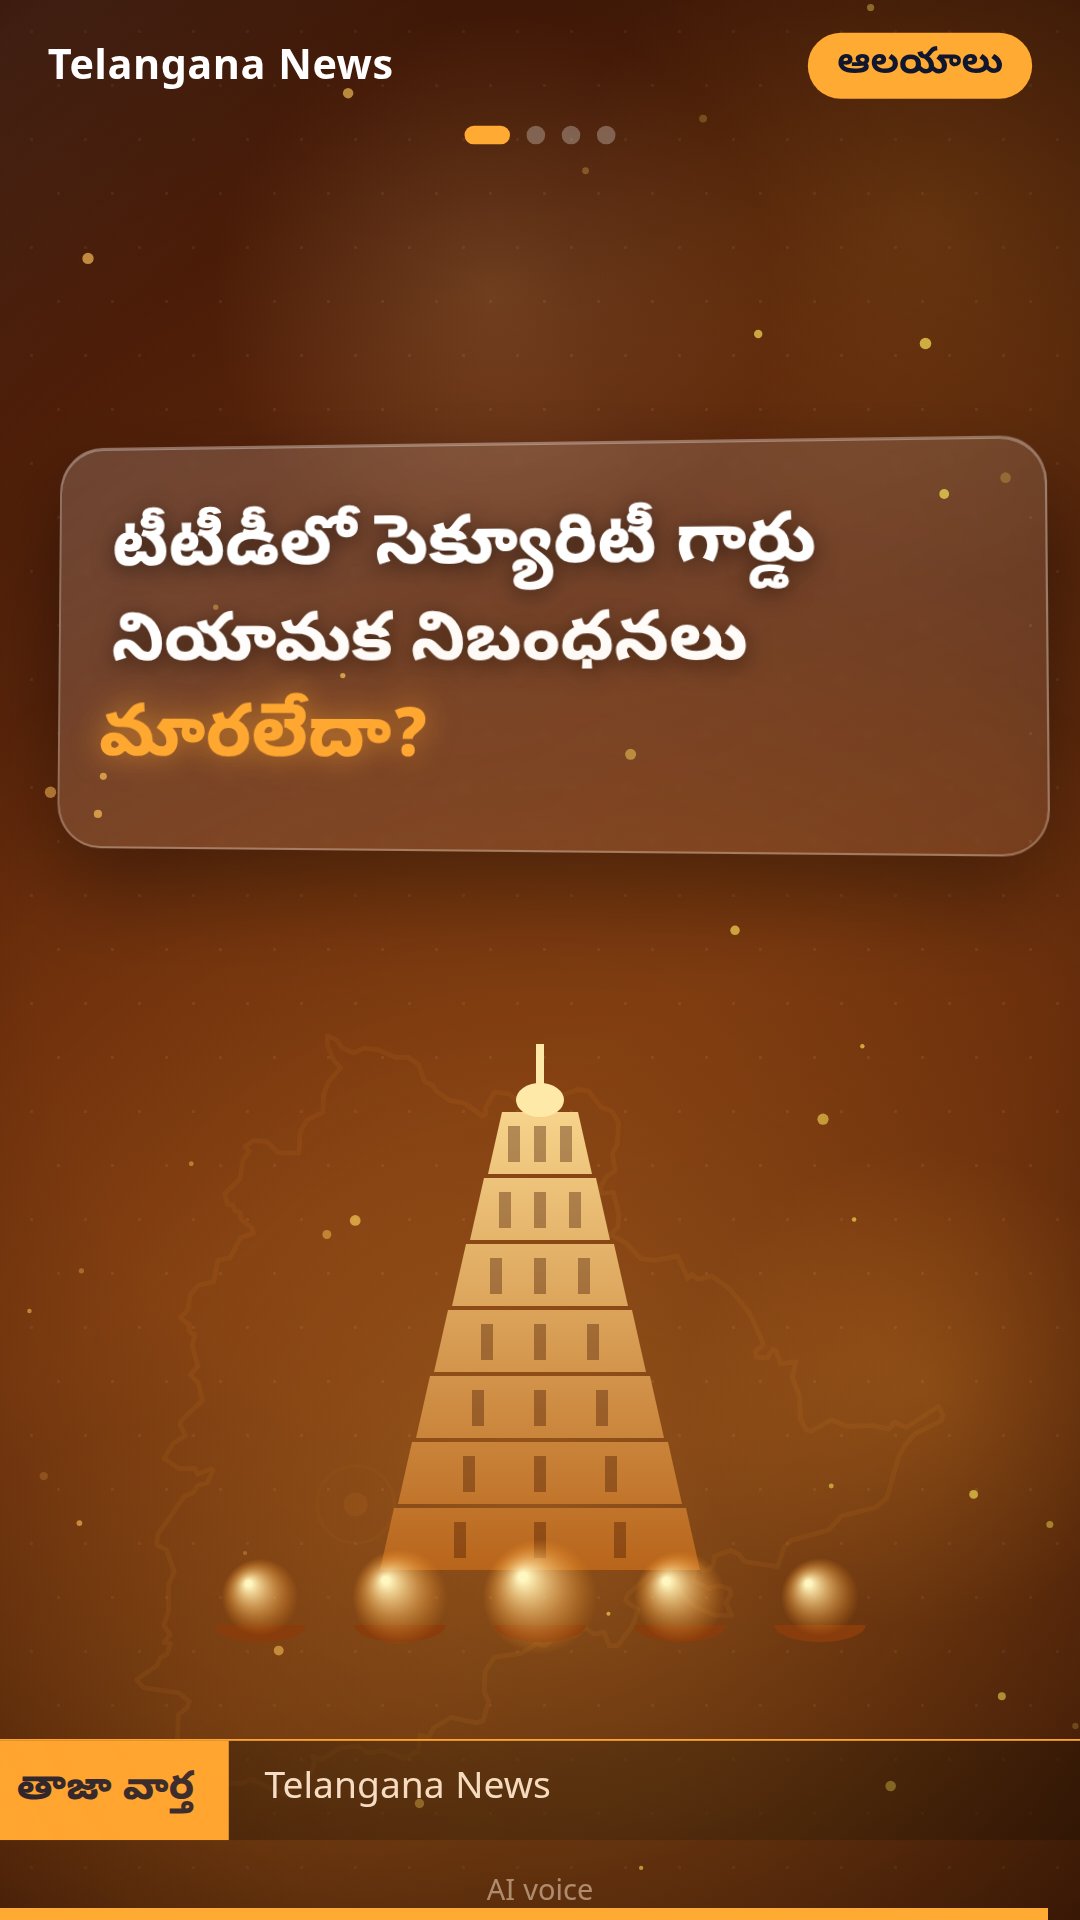 Telangana News
ఆలయాలు
టీటీడీలో సెక్యూరిటీ గార్డు
నియామక నిబంధనలు
మారలేదా?
తాజా వార్త
Telangana News
AI voice